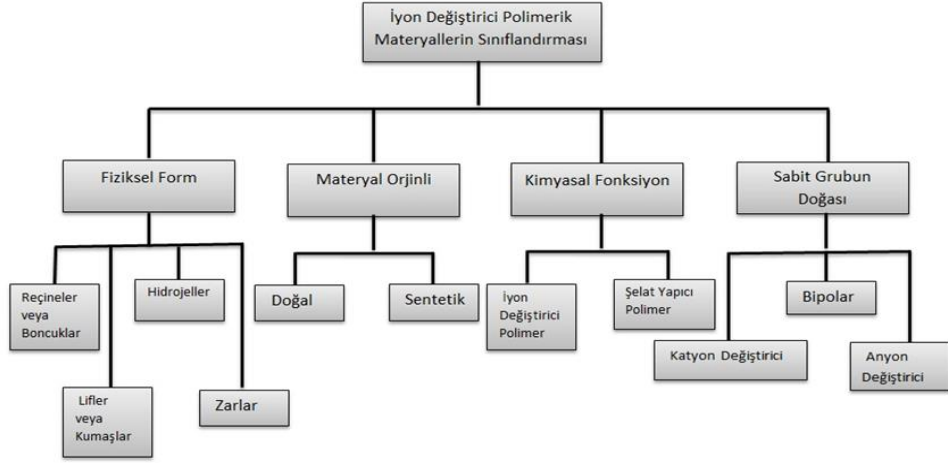 İyon Değiştirici Polimerik
Materyallerin Sınıflandırması
Fiziksel Form
Materyal Orjinli
Kimyasal Fonksiyon
Sabit Grubun
Doğası
Reçineler
veya
Boncuklar
Hidrojeller
Lifler
veya
Kumaşlar
Zarlar
Doğal
Sentetik
İyon
Değiştirici
Polimer
Şelat Yapıcı
Polimer
Katyon Değiştirici
Bipolar
Anyon
Değiştirici